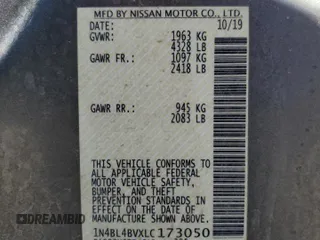 MFD BY NISSAN MOTOR CO., LTD.
DATE: 10/19
GVWR: 1963 KG
4328 LB
GAWR FR: 1097 KG
2418 LB
GAWR RR: 945 KG
2083 LB
THIS VEHICLE CONFORMS TO
ALL APPLICABLE FEDERAL
MOTOR VEHICLE SAFETY,
BUMPER, AND THEFT
PREVENTION STANDARDS IN
EFFECT ON THE DATE OF
MANUFACTURE SHOWN ABOVE.
1N4BL4BVXLC173050
DREAMBID